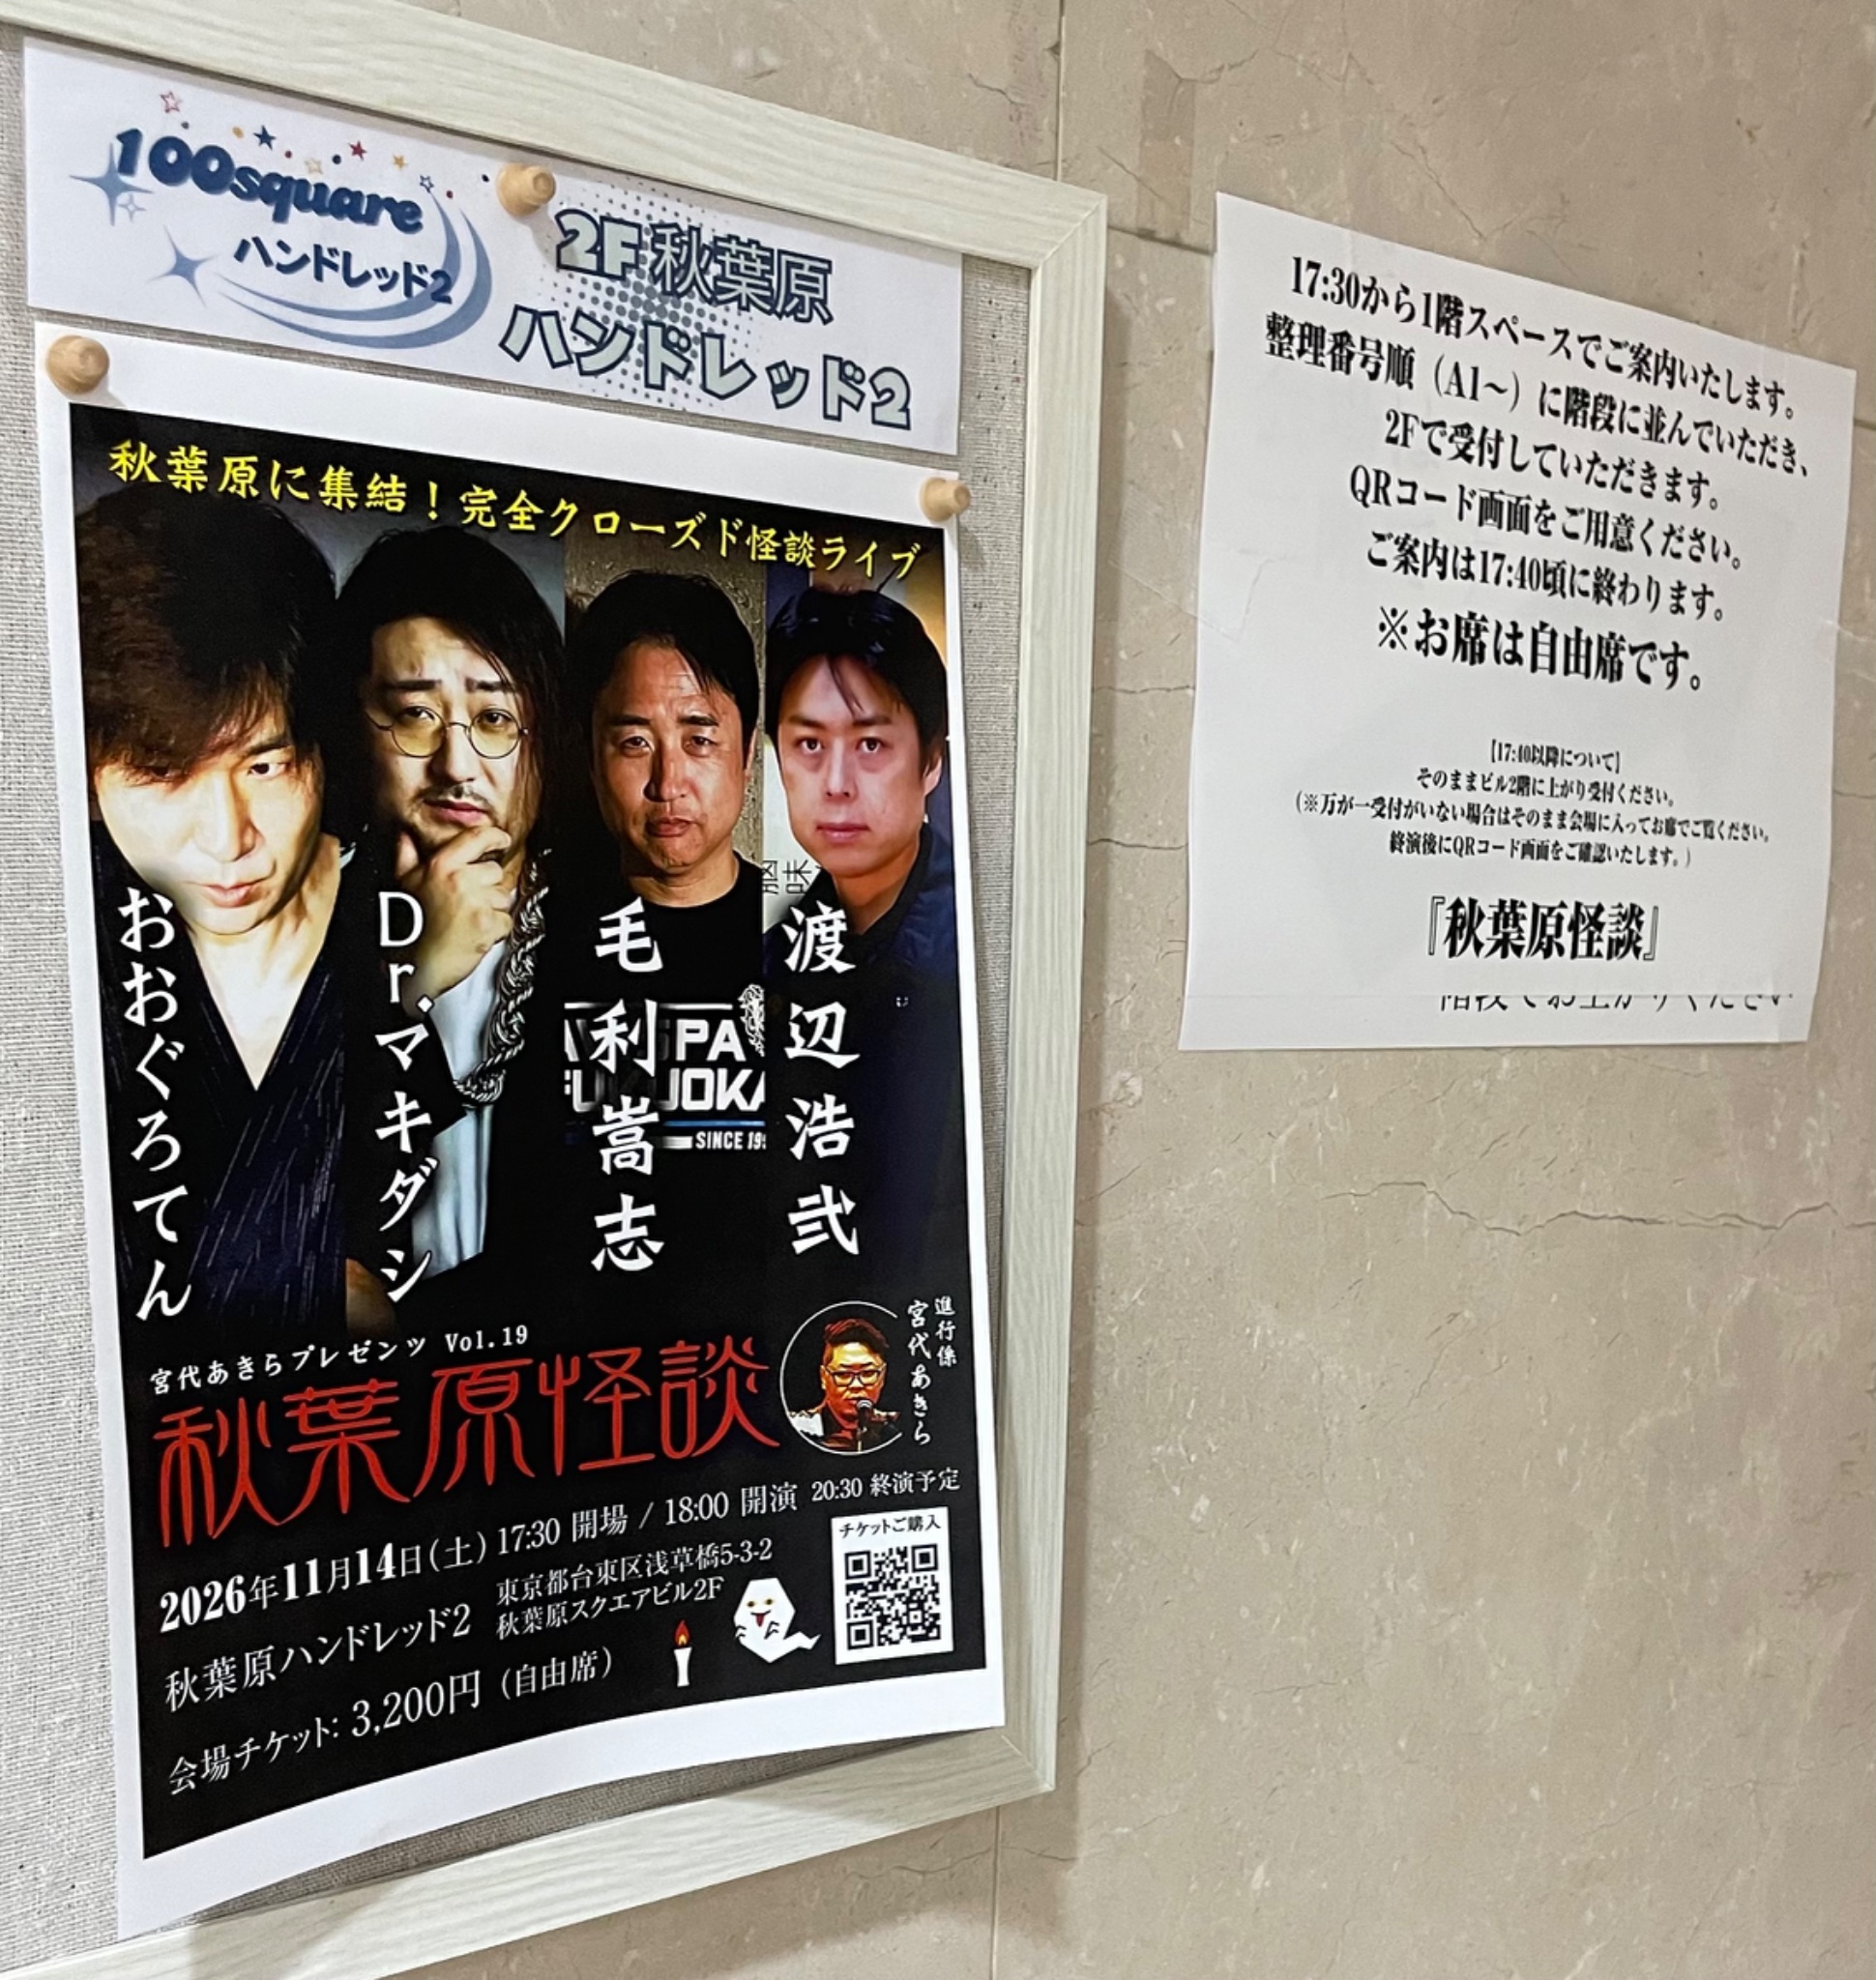 100square
ハンドレッド2
2F 秋葉原
ハンドレッド2
秋葉原に集結！完全クローズド怪談ライブ
おおぐろてん
Dr.マキダシ
毛利嵩志
渡辺浩弐
PA
JOKA
SINCE 199
宮代あきらプレゼンツ Vol.19
秋葉原怪談
進行係
宮代あきら
2026年11月14日(土) 17:30 開場 / 18:00 開演 20:30 終演予定
秋葉原ハンドレッド2
東京都台東区浅草橋5-3-2
秋葉原スクエアビル2F
会場チケット: 3,200円 (自由席)
チケットご購入
17:30から1階スペースでご案内いたします。
整理番号順（A1～）に階段に並んでいただき、
2Fで受付していただきます。
QRコード画面をご用意ください。
ご案内は17:40頃に終わります。
※お席は自由席です。
【17:40以降について】
そのままビル2階に上がり受付ください。
（※万が一受付がいない場合はそのまま会場に入ってお席でご覧ください。
終演後にQRコード画面をご確認いたします。）
『秋葉原怪談』